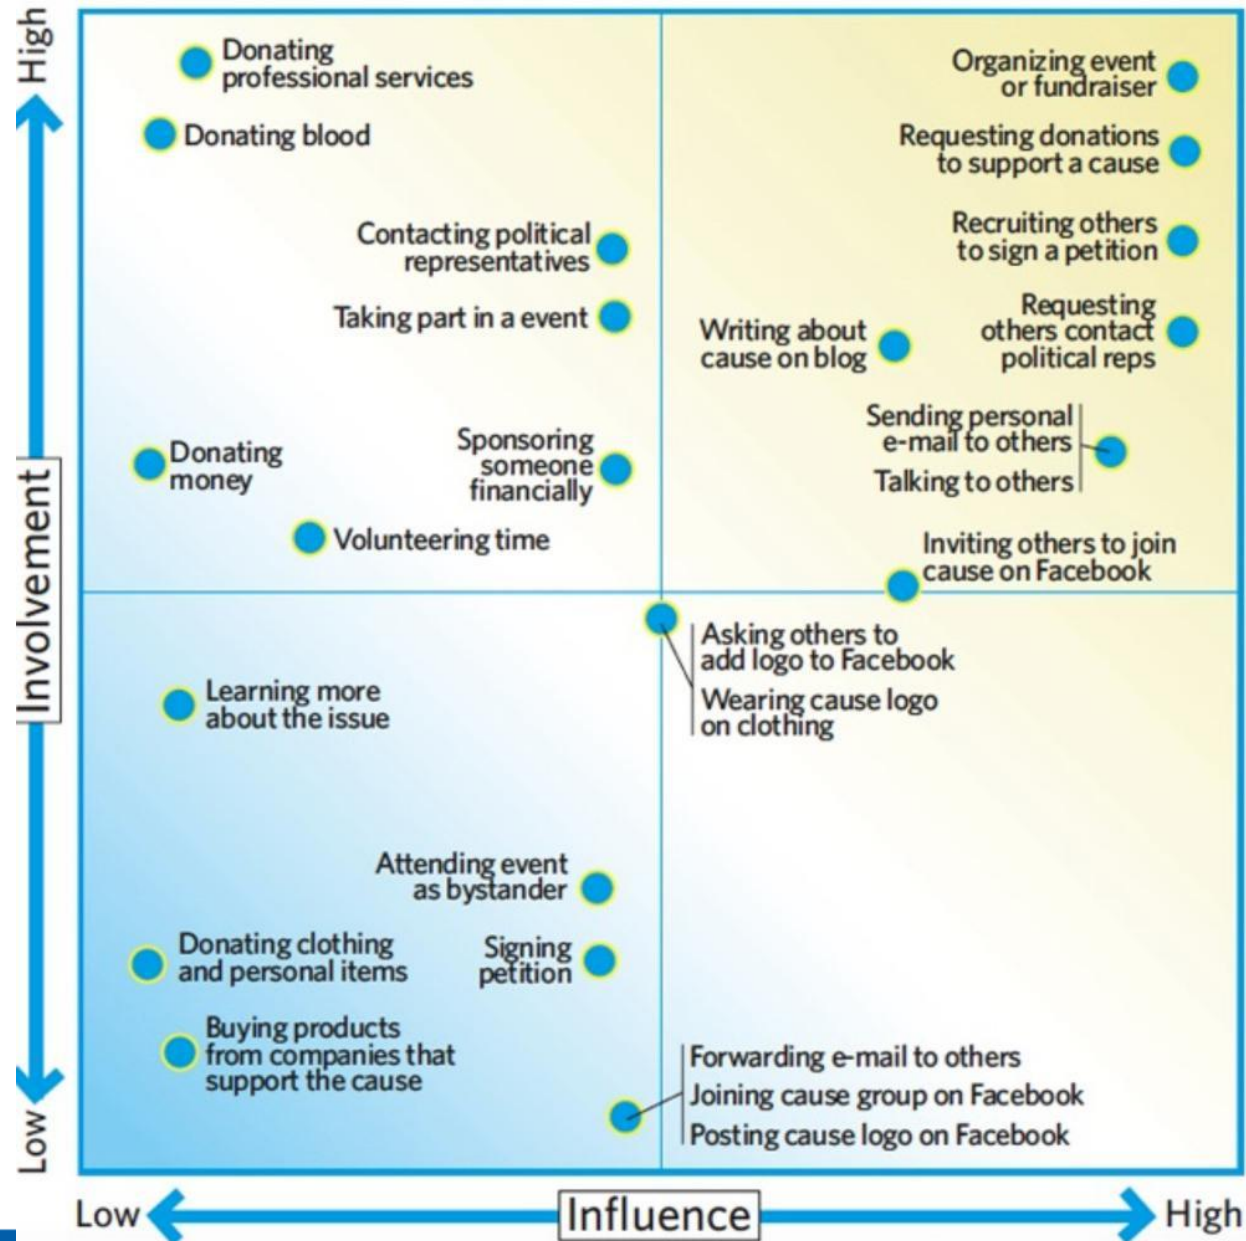 High
Involvement
Low
Donating
professional services
Donating blood
Contacting political
representatives
Taking part in a event
Donating
money
Sponsoring
someone
financially
Volunteering time
Organizing event
or fundraiser
Requesting donations
to support a cause
Recruiting others
to sign a petition
Writing about
cause on blog
Requesting
others contact
political reps
Sending personal
e-mail to others
Talking to others
Inviting others to join
cause on Facebook
Asking others to
add logo to Facebook
Wearing cause logo
on clothing
Learning more
about the issue
Attending event
as bystander
Donating clothing
and personal items
Signing
petition
Buying products
from companies that
support the cause
Forwarding e-mail to others
Joining cause group on Facebook
Posting cause logo on Facebook
Low
Influence
High